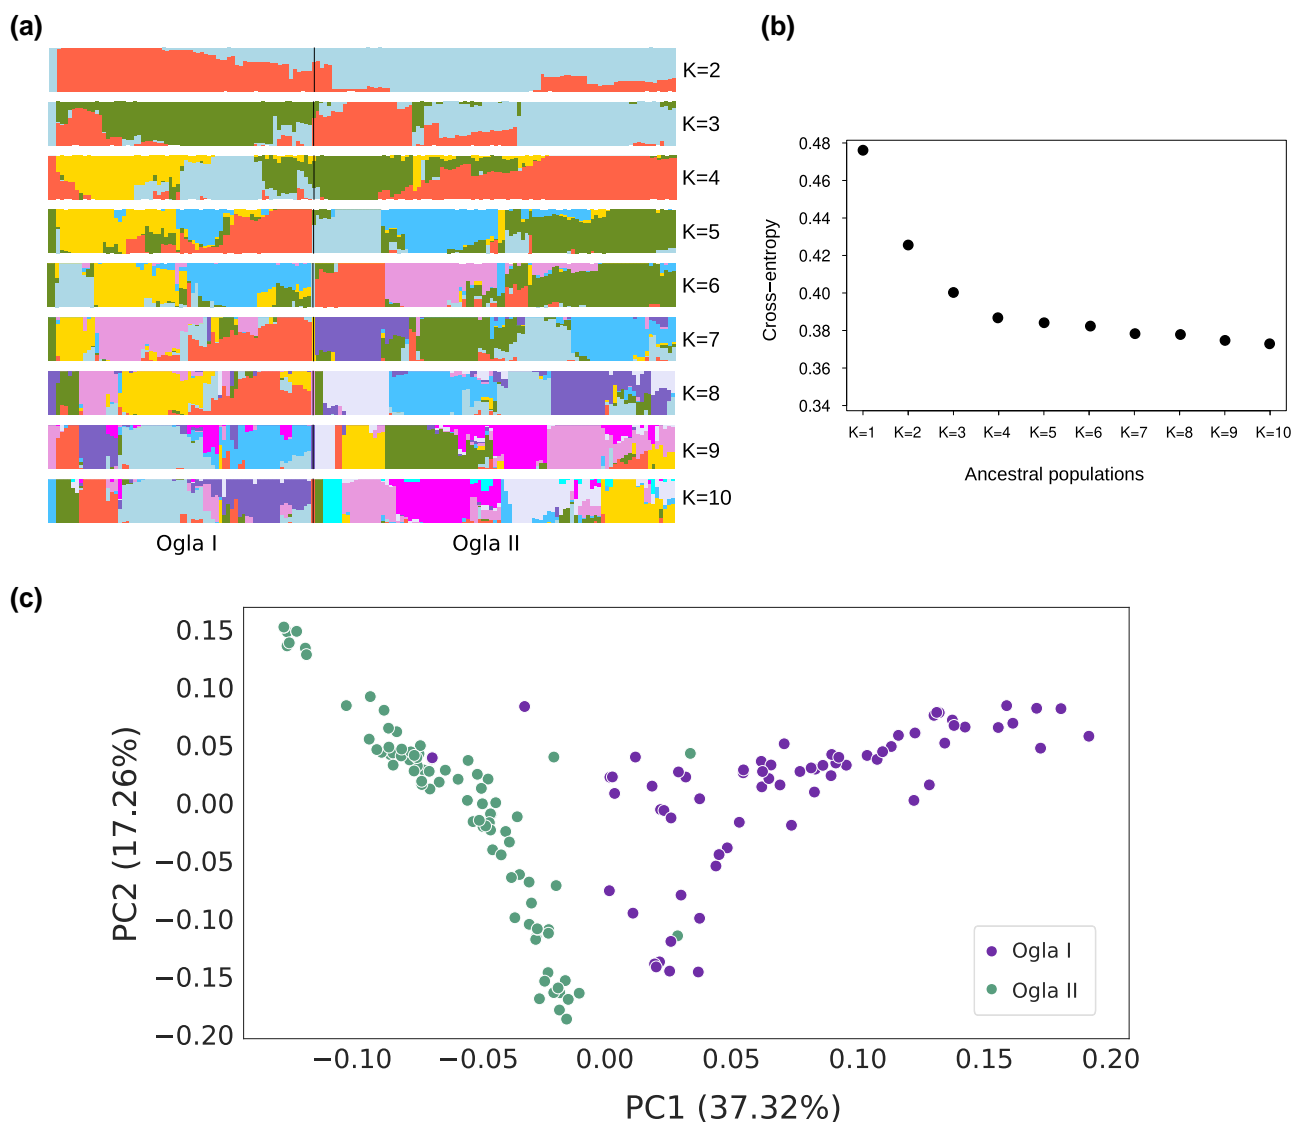 (a)
K=2
K=3
K=4
K=5
K=6
K=7
K=8
K=9
K=10
Ogla I
Ogla II
(b)
Cross−entropy
0.48
0.46
0.44
0.42
0.40
0.38
0.36
0.34
K=1 K=2 K=3 K=4 K=5 K=6 K=7 K=8 K=9 K=10
Ancestral populations
(c)
PC2 (17.26%)
0.15
0.10
0.05
0.00
−0.05
−0.10
−0.15
−0.20
Ogla I
Ogla II
−0.10 −0.05 0.00 0.05 0.10 0.15 0.20
PC1 (37.32%)